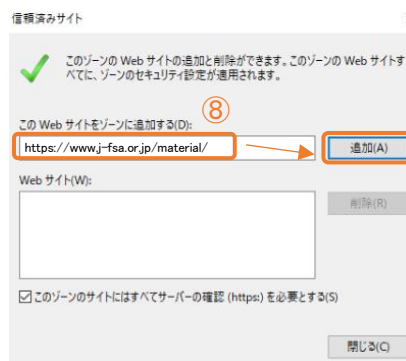 信頼済みサイト
このゾーンの Web サイトの追加と削除ができます。このゾーンの Web サイトす
べてに、ゾーンのセキュリティ設定が適用されます。
⑧
この Web サイトをゾーンに追加する(D):
https://www.j-fsa.or.jp/material/
追加(A)
Web サイト(W):
削除(R)
このゾーンのサイトにはすべてサーバーの確認 (https:) を必要とする(S)
閉じる(C)